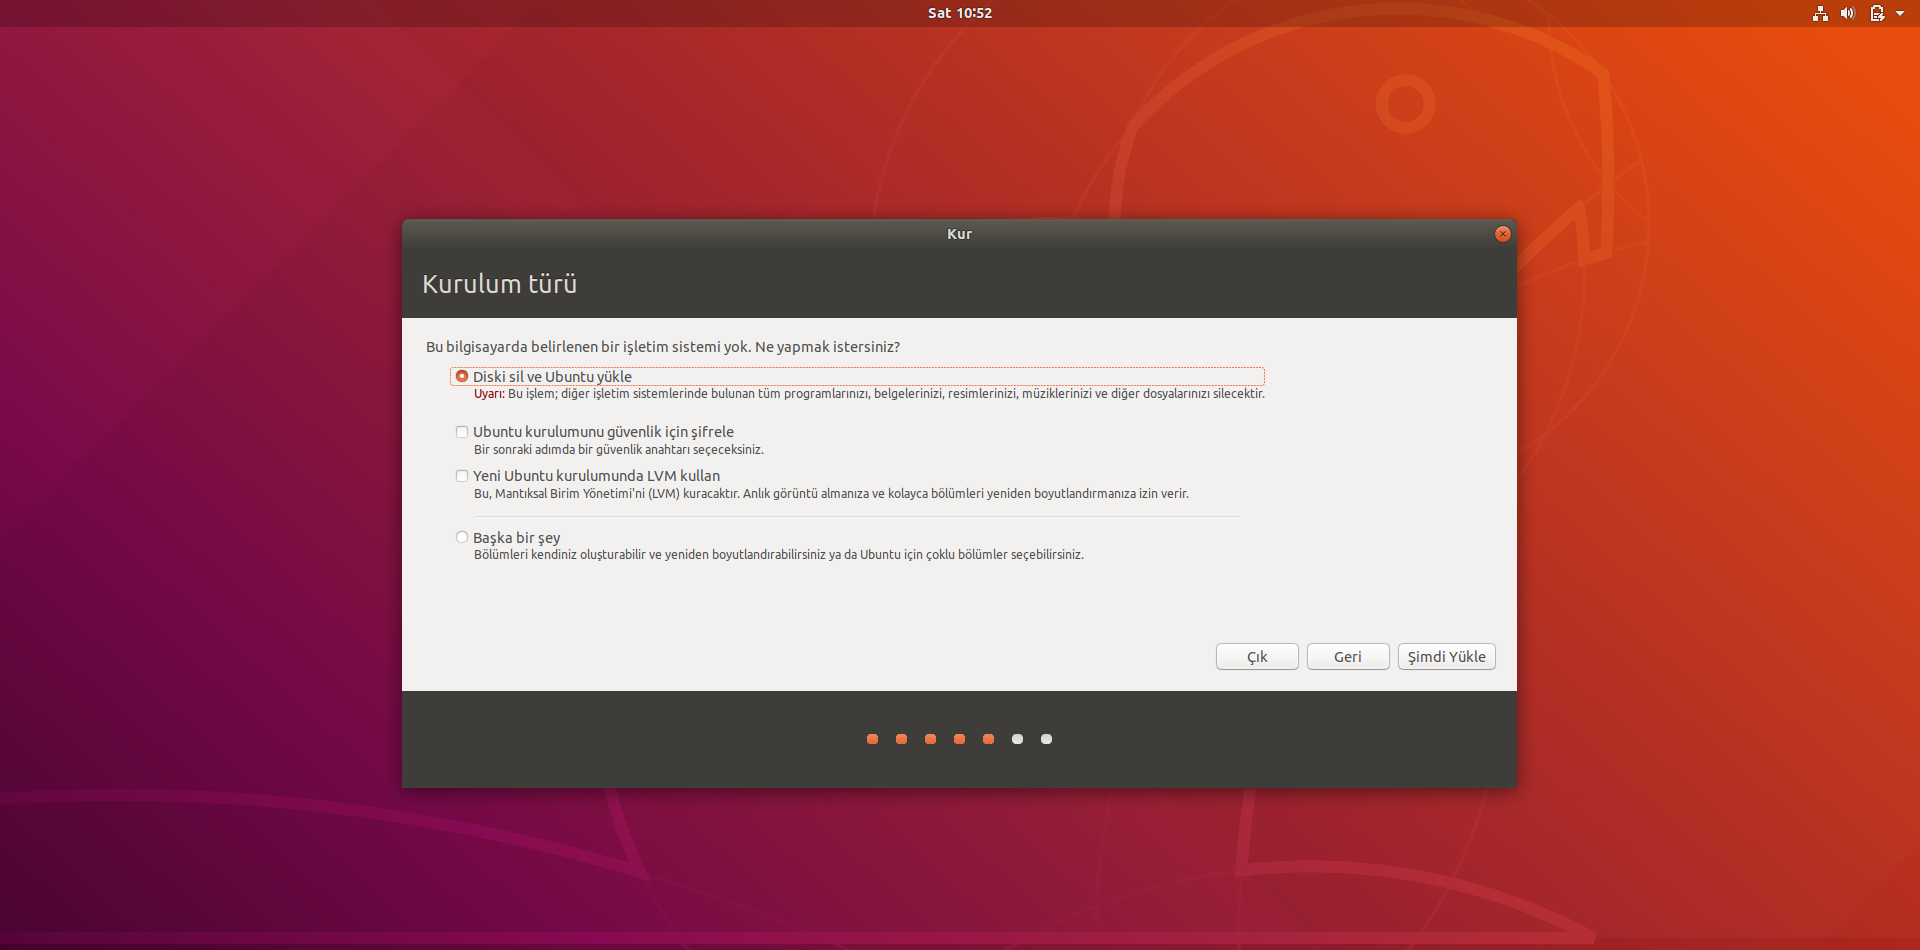 Sat 10:52
Kur
Kurulum türü
Bu bilgisayarda belirlenen bir işletim sistemi yok. Ne yapmak istersiniz?
Diski sil ve Ubuntu yükle
Uyarı: Bu işlem; diğer işletim sistemlerinde bulunan tüm programlarınızı, belgelerinizi, resimlerinizi, müziklerinizi ve diğer dosyalarınızı silecektir.
Ubuntu kurulumunu güvenlik için şifrele
Bir sonraki adımda bir güvenlik anahtarı seçeceksiniz.
Yeni Ubuntu kurulumunda LVM kullan
Bu, Mantıksal Birim Yönetimi'ni (LVM) kuracaktır. Anlık görüntü almanıza ve kolayca bölümleri yeniden boyutlandırmanıza izin verir.
Başka bir şey
Bölümleri kendiniz oluşturabilir ve yeniden boyutlandırabilirsiniz ya da Ubuntu için çoklu bölümler seçebilirsiniz.
Çık Geri Şimdi Yükle